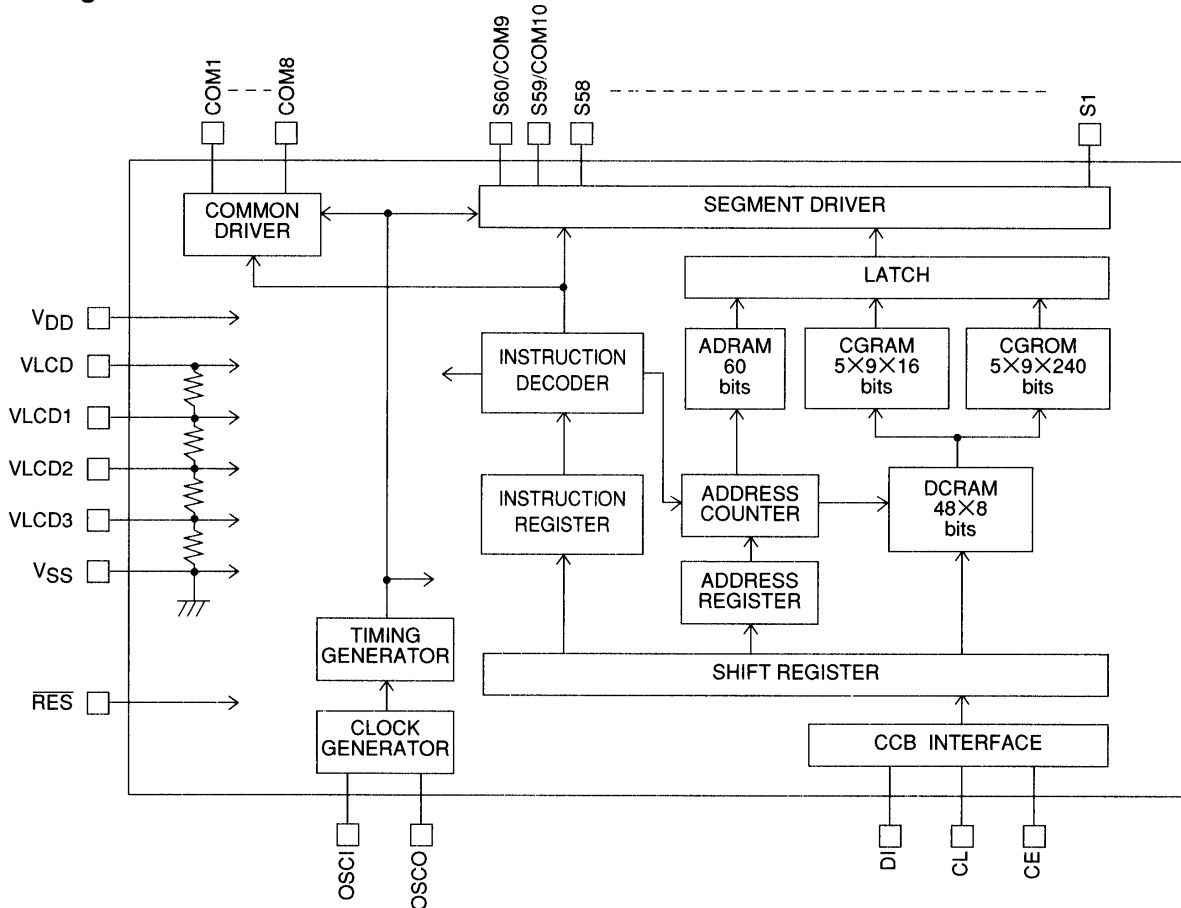 COM1
COM8
S60/COM9
S59/COM10
S58
S1
COMMON
DRIVER
SEGMENT DRIVER
LATCH
VDD
VLCD
VLCD1
VLCD2
VLCD3
VSS
RES
INSTRUCTION
DECODER
ADRAM
60
bits
CGRAM
5×9×16
bits
CGROM
5×9×240
bits
INSTRUCTION
REGISTER
ADDRESS
COUNTER
DCRAM
48×8
bits
ADDRESS
REGISTER
TIMING
GENERATOR
SHIFT REGISTER
CLOCK
GENERATOR
CCB INTERFACE
OSCI
OSCO
DI
CL
CE